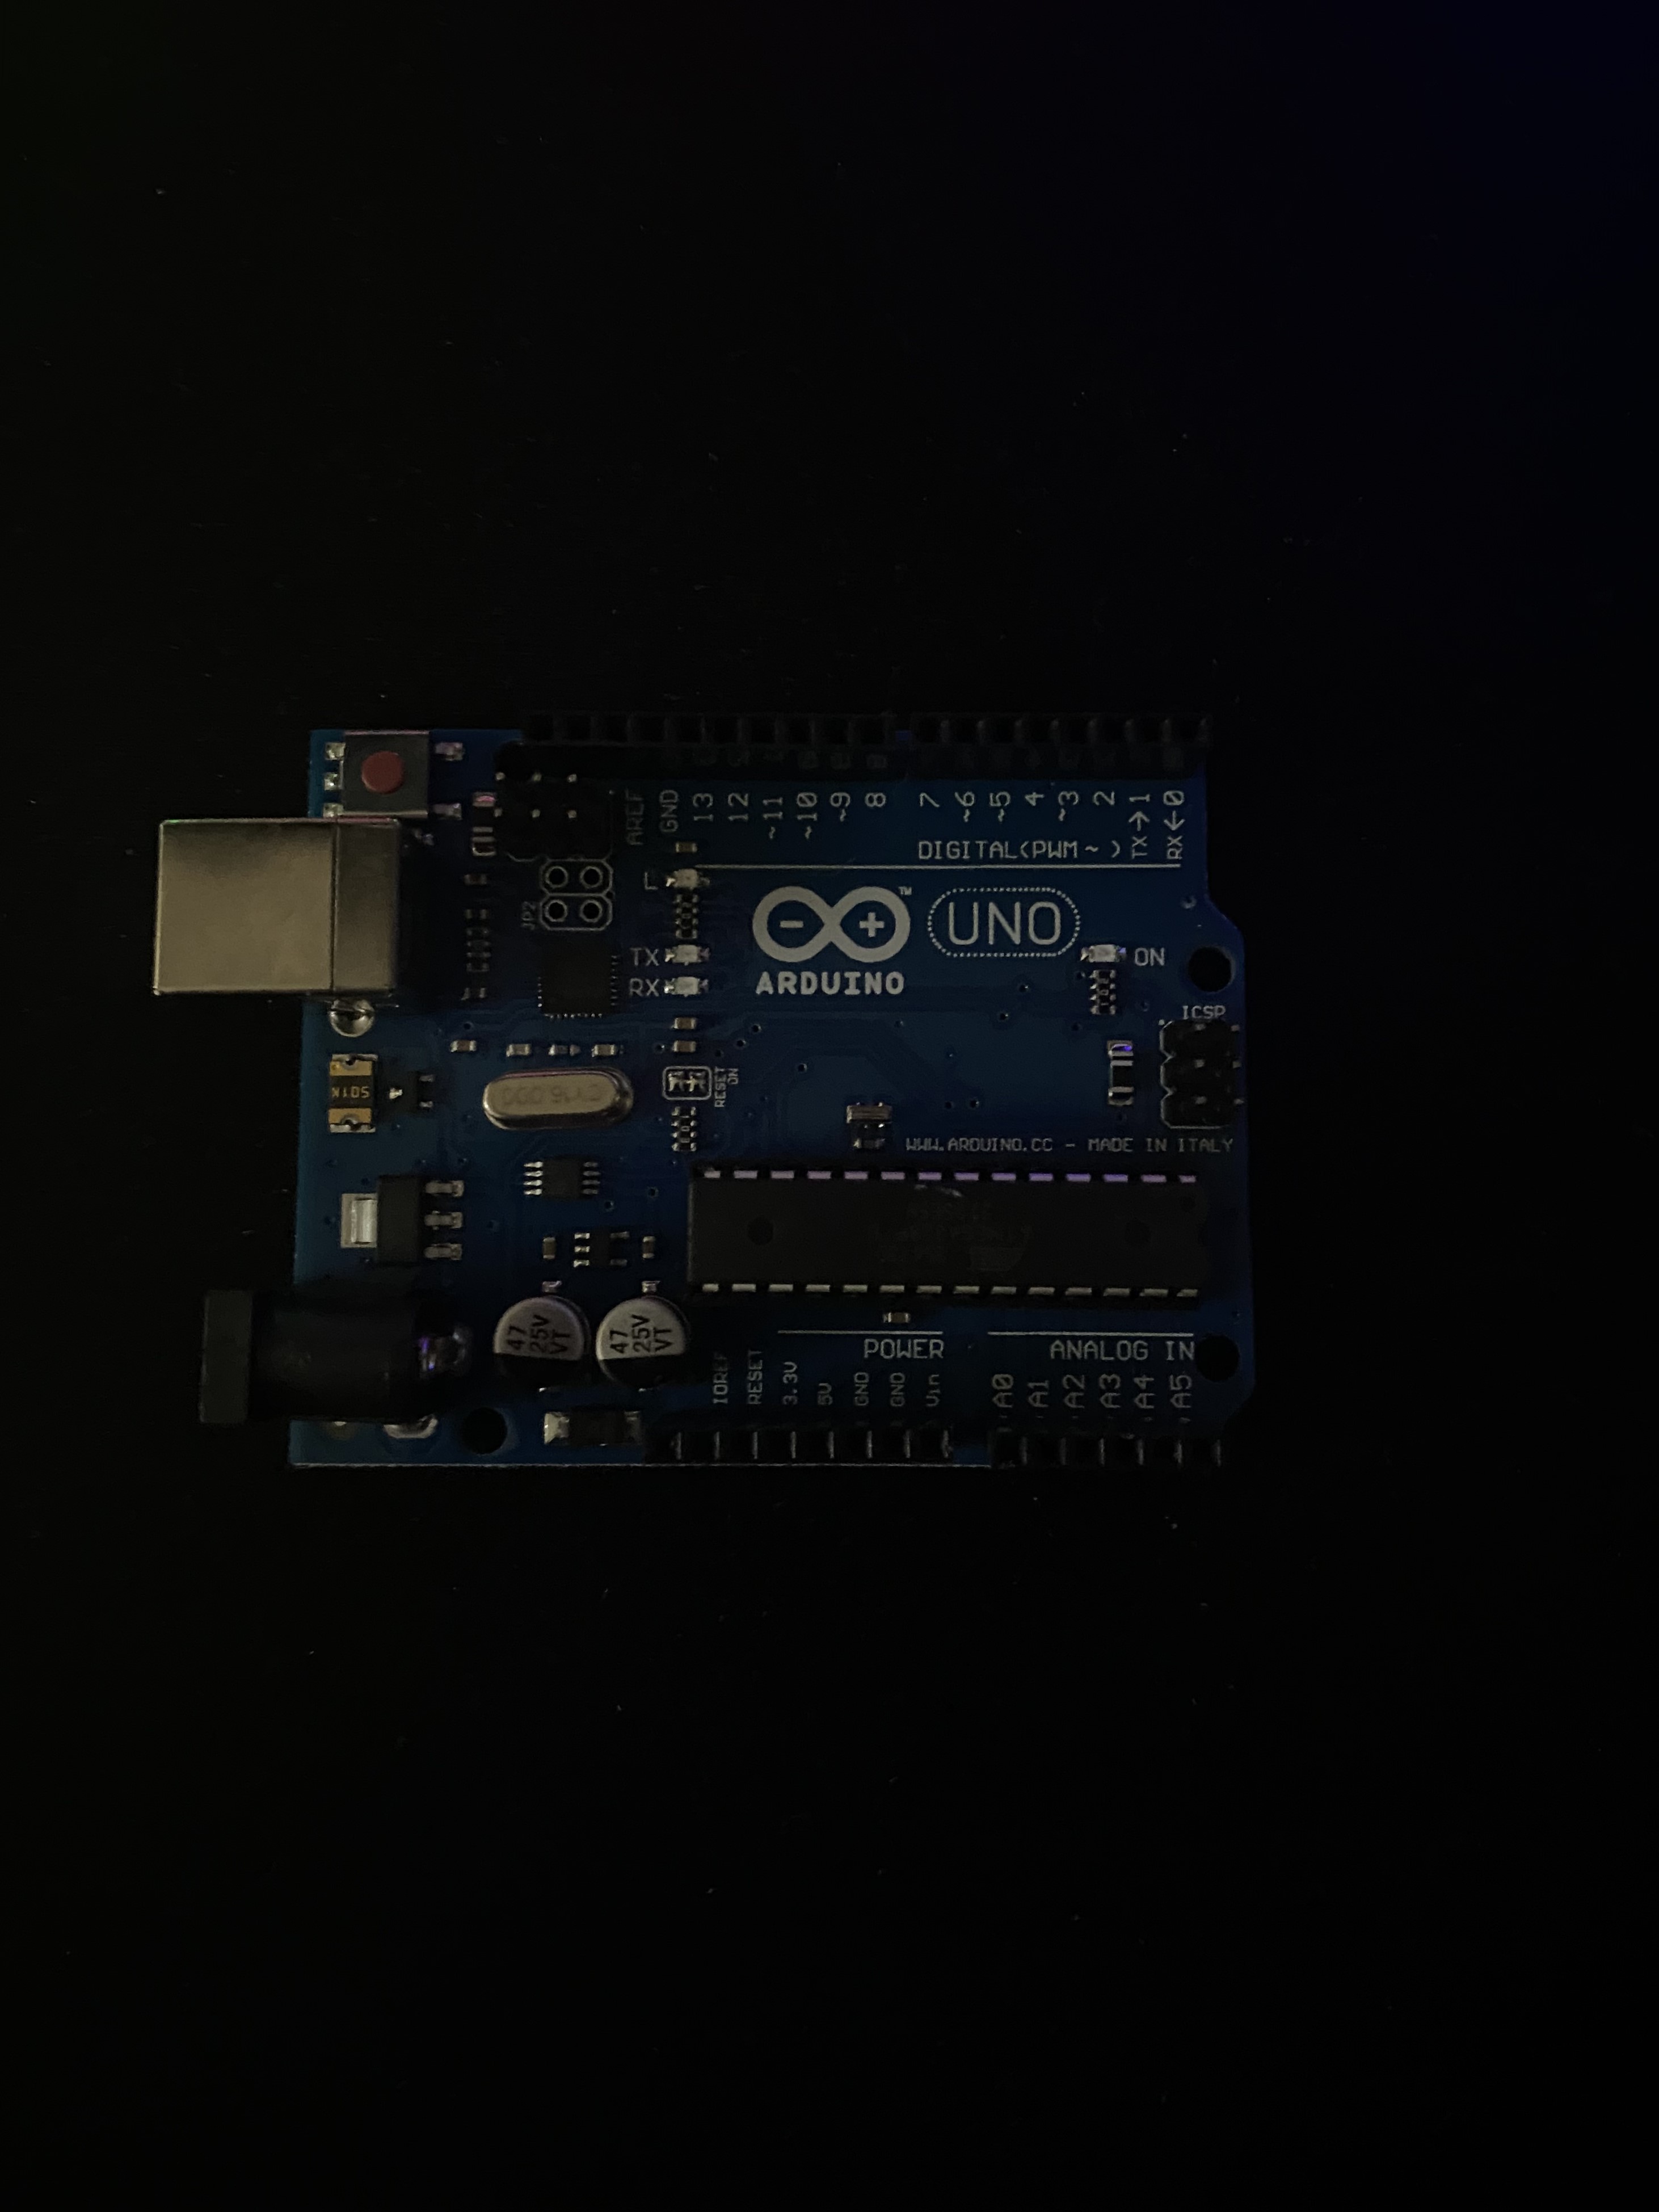 AREF
GND
13
12
~11
~10
~9
8
7
~6
~5
4
~3
2
TX→1
RX←0
DIGITAL(PWM~)
L
JP2
TX
RX
ARDUINO
TM
UNO
ON
ICSP
RESET
ON
501K
WWW.ARDUINO.CC - MADE IN ITALY
47
25V
VT
47
25V
VT
POWER
ANALOG IN
IOREF
RESET
3.3V
5V
GND
GND
Vin
A0
A1
A2
A3
A4
A5